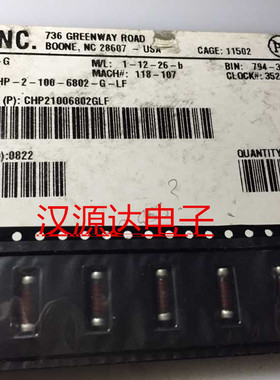 NC. 736 GREENWAY ROAD
BOONE, NC 28607 - USA CAGE: 11502
-G M/L: 1-12-26-b BIN: 794-3
MACH#: 118-107 CLOCK#: 352
HP-2-100-6802-G-LF
(P): CHP21006802GLF
):0822 QUANTITY
2
汉源达电子